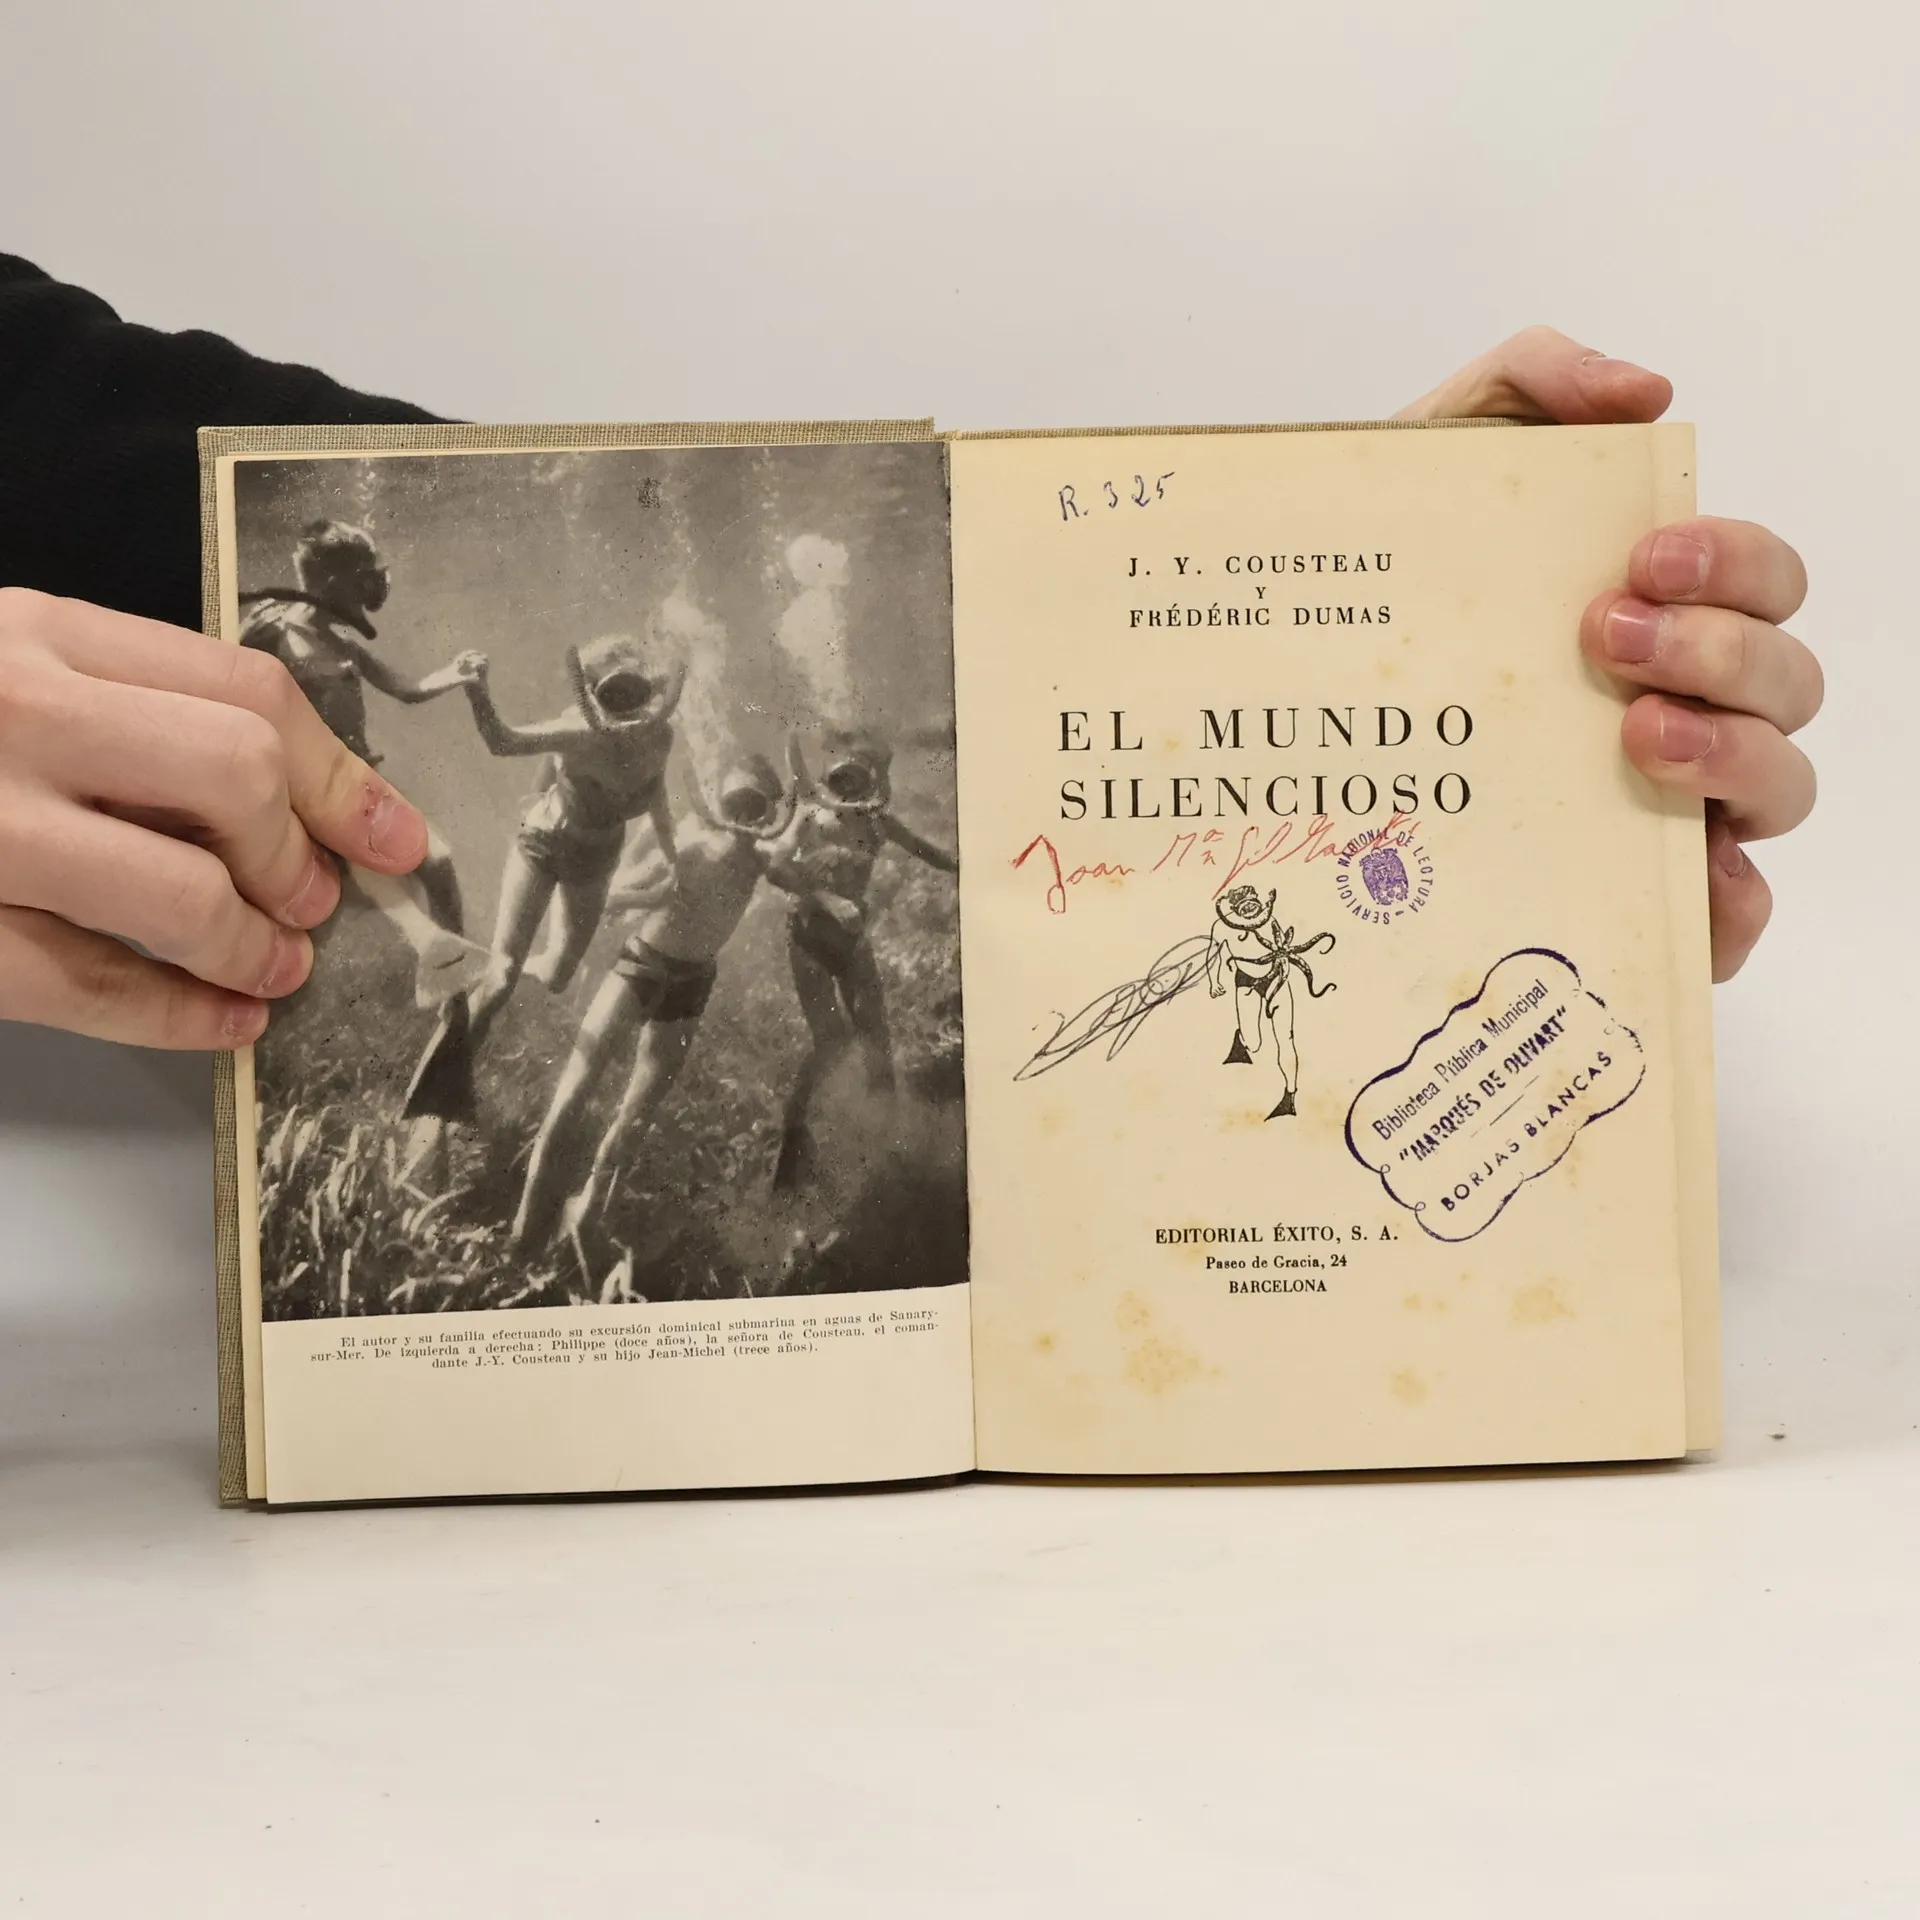 El autor y su familia efectuando su excursión dominical submarina en aguas de Sanary-
sur-Mer. De izquierda a derecha: Philippe (doce años), la señora de Cousteau, el coman-
dante J.-Y. Cousteau y su hijo Jean-Michel (trece años).
R. 325
J. Y. COUSTEAU
Y
FRÉDÉRIC DUMAS
EL MUNDO
SILENCIOSO
Joan Mª Gil
SERVICIO NACIONAL DE LECTURA -
Biblioteca Pública Municipal
"MARQUÉS DE OLIVART"
BORJAS BLANCAS
EDITORIAL ÉXITO, S. A.
Paseo de Gracia, 24
BARCELONA